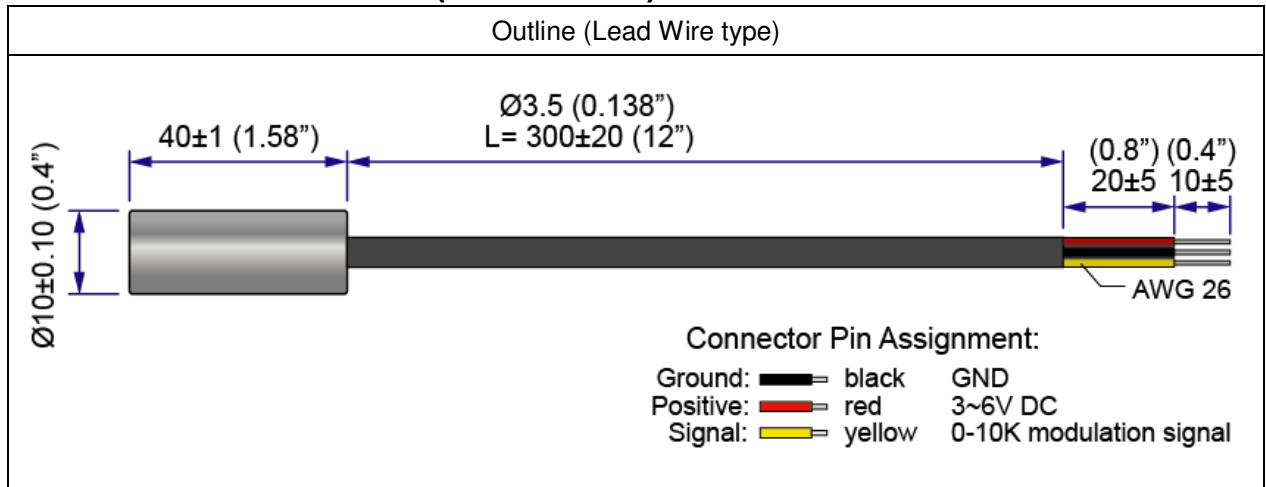 Outline (Lead Wire type)
Ø3.5 (0.138”)
40±1 (1.58”)
L= 300±20 (12”)
(0.8”) (0.4”)
20±5 10±5
Ø10±0.10 (0.4”)
AWG 26
Connector Pin Assignment:
Ground: black GND
Positive: red 3~6V DC
Signal: yellow 0-10K modulation signal